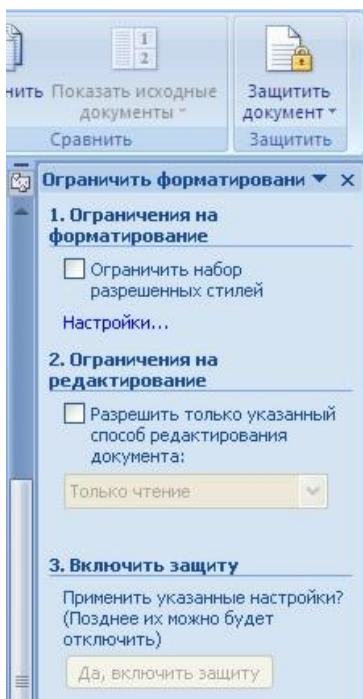 1
2
нить Показать исходные
документы
Защитить
документ
Сравнить
Защитить
Ограничить форматировани
1. Ограничения на
форматирование
Ограничить набор
разрешенных стилей
Настройки...
2. Ограничения на
редактирование
Разрешить только указанный
способ редактирования
документа:
Только чтение
3. Включить защиту
Применить указанные настройки?
(Позднее их можно будет
отключить)
Да, включить защиту